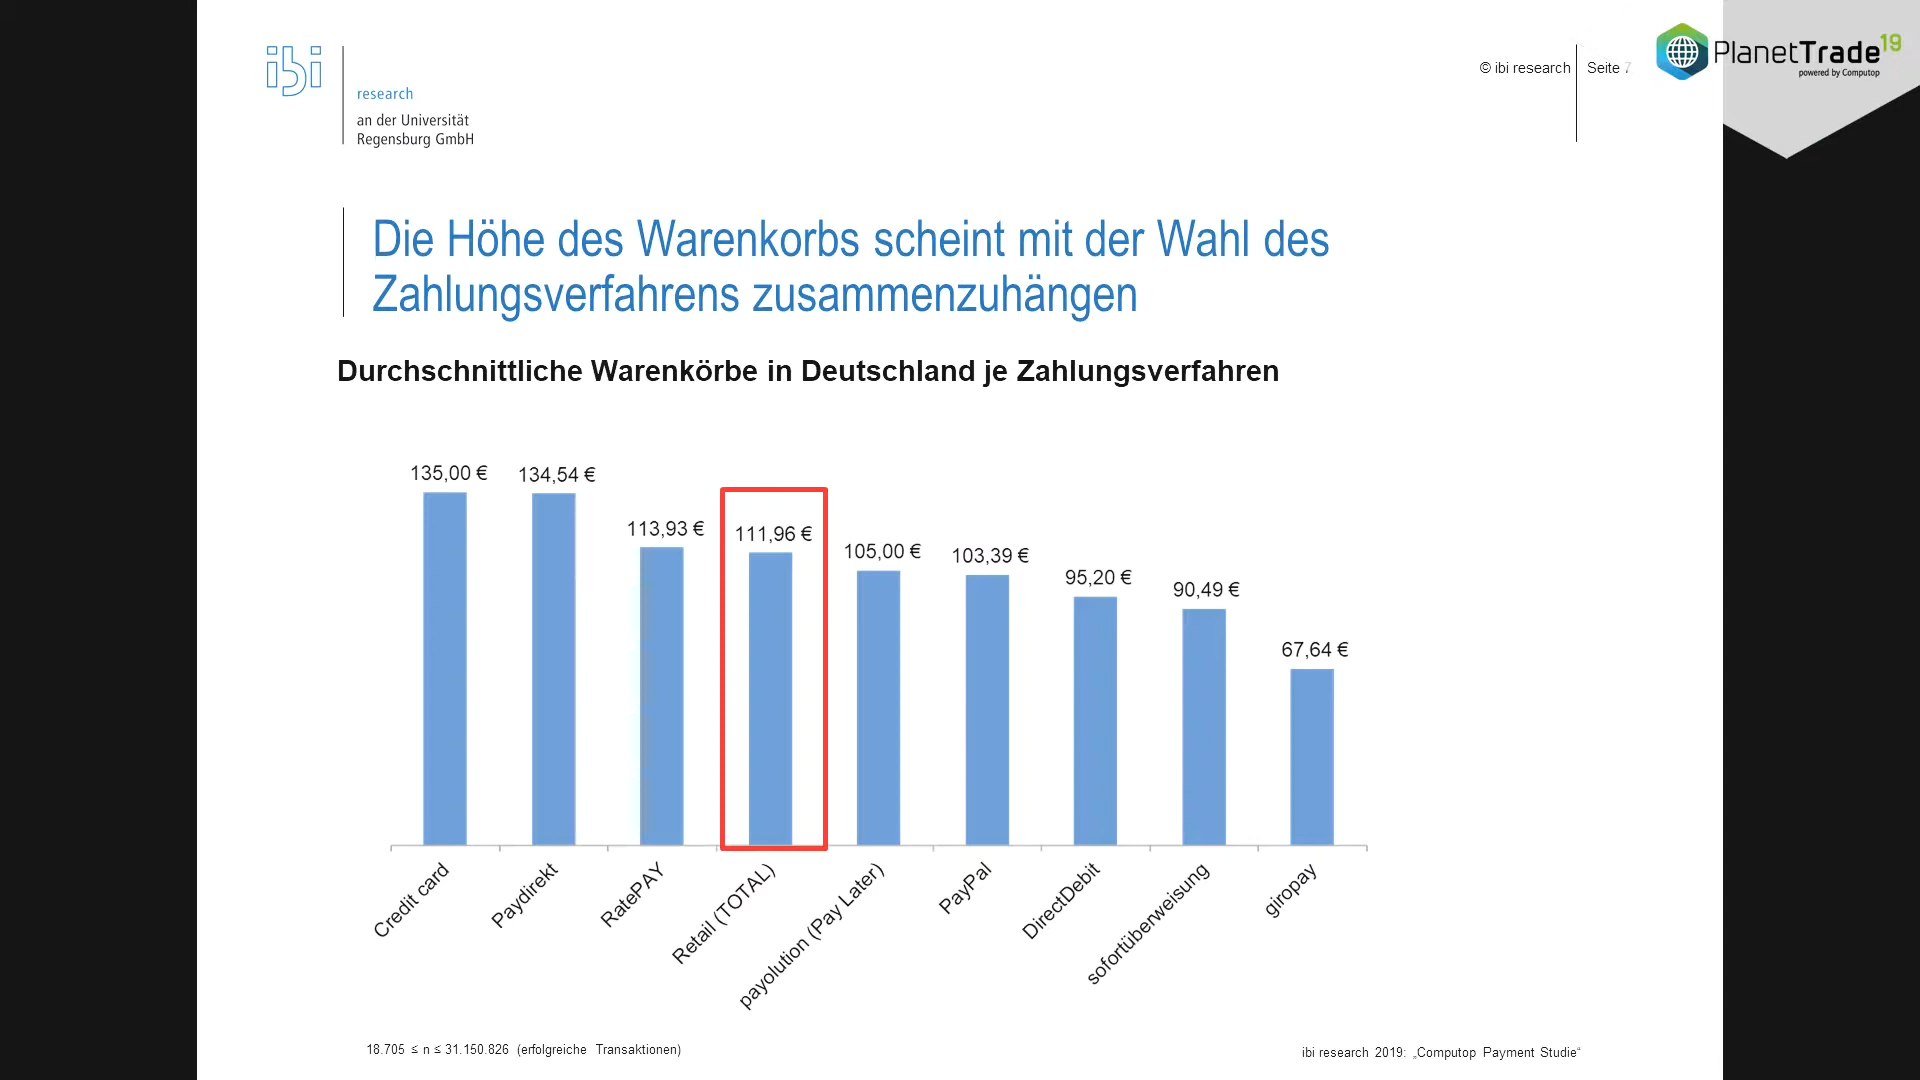 ibi
research
an der Universität
Regensburg GmbH
© ibi research
Seite 7
PlanetTrade19
powered by Computop
Die Höhe des Warenkorbs scheint mit der Wahl des
Zahlungsverfahrens zusammenzuhängen
Durchschnittliche Warenkörbe in Deutschland je Zahlungsverfahren
135,00 €
134,54 €
113,93 €
111,96 €
105,00 €
103,39 €
95,20 €
90,49 €
67,64 €
Credit card
Paydirekt
RatePAY
Retail (TOTAL)
payolution (Pay Later)
PayPal
DirectDebit
sofortüberweisung
giropay
18.705 ≤ n ≤ 31.150.826 (erfolgreiche Transaktionen)
ibi research 2019: „Computop Payment Studie“